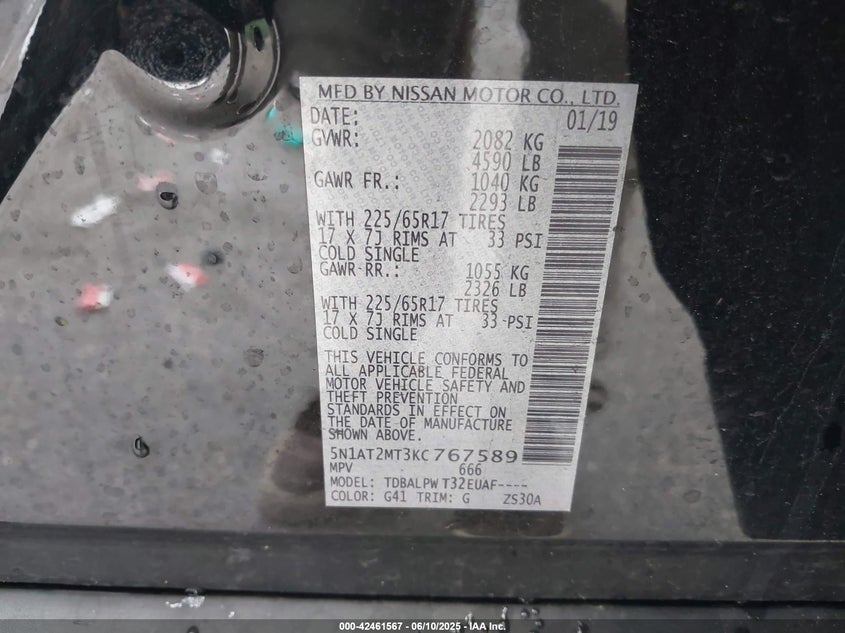 MFD BY NISSAN MOTOR CO., LTD.
DATE: 01/19
GVWR: 2082 KG
4590 LB
GAWR FR.: 1040 KG
2293 LB
WITH 225/65R17 TIRES
17 X 7J RIMS AT 33 PSI
COLD SINGLE
GAWR RR.: 1055 KG
2326 LB
WITH 225/65R17 TIRES
17 X 7J RIMS AT 33 PSI
COLD SINGLE
THIS VEHICLE CONFORMS TO
ALL APPLICABLE FEDERAL
MOTOR VEHICLE SAFETY AND
THEFT PREVENTION
STANDARDS IN EFFECT ON
THE DATE OF MANUFACTURE
SHOWN ABOVE.
5N1AT2MT3KC767589
MPV 666
MODEL: TDBALPW T32EUAF----
COLOR: G41 TRIM: G ZS30A
000-42461567 - 06/10/2025 - IAA Inc.